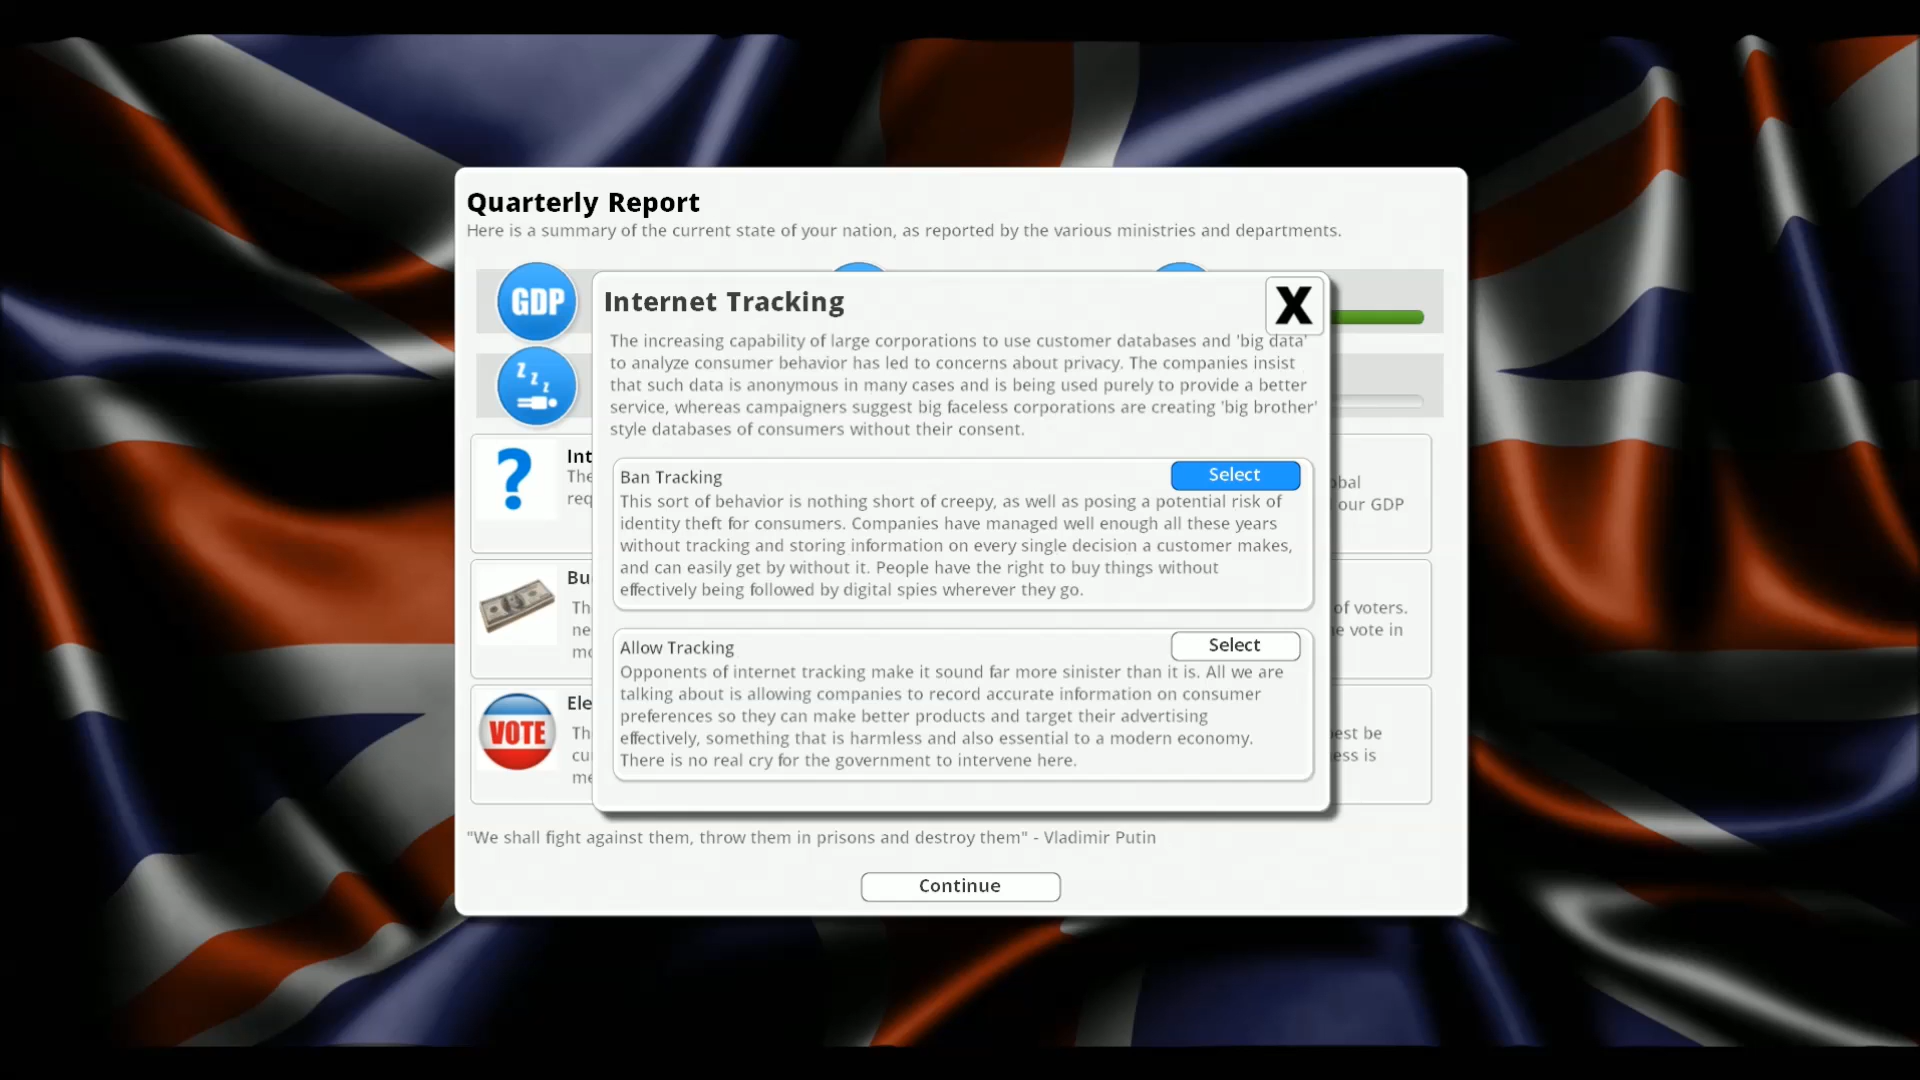 Quarterly Report
Here is a summary of the current state of your nation, as reported by the various ministries and departments.
GDP
Internet Tracking
X
The increasing capability of large corporations to use customer databases and 'big data'
to analyze consumer behavior has led to concerns about privacy. The companies insist
that such data is anonymous in many cases and is being used purely to provide a better
service, whereas campaigners suggest big faceless corporations are creating 'big brother'
style databases of consumers without their consent.
z z z
Ban Tracking
Select
This sort of behavior is nothing short of creepy, as well as posing a potential risk of
identity theft for consumers. Companies have managed well enough all these years
without tracking and storing information on every single decision a customer makes,
and can easily get by without it. People have the right to buy things without
effectively being followed by digital spies wherever they go.
Allow Tracking
Select
Opponents of internet tracking make it sound far more sinister than it is. All we are
talking about is allowing companies to record accurate information on consumer
preferences so they can make better products and target their advertising
effectively, something that is harmless and also essential to a modern economy.
There is no real cry for the government to intervene here.
?
Int
The
req
our GDP
Bu
Th
ne
mo
of voters.
vote in
VOTE
Ele
Th
cu
me
be
is
"We shall fight against them, throw them in prisons and destroy them" - Vladimir Putin
Continue